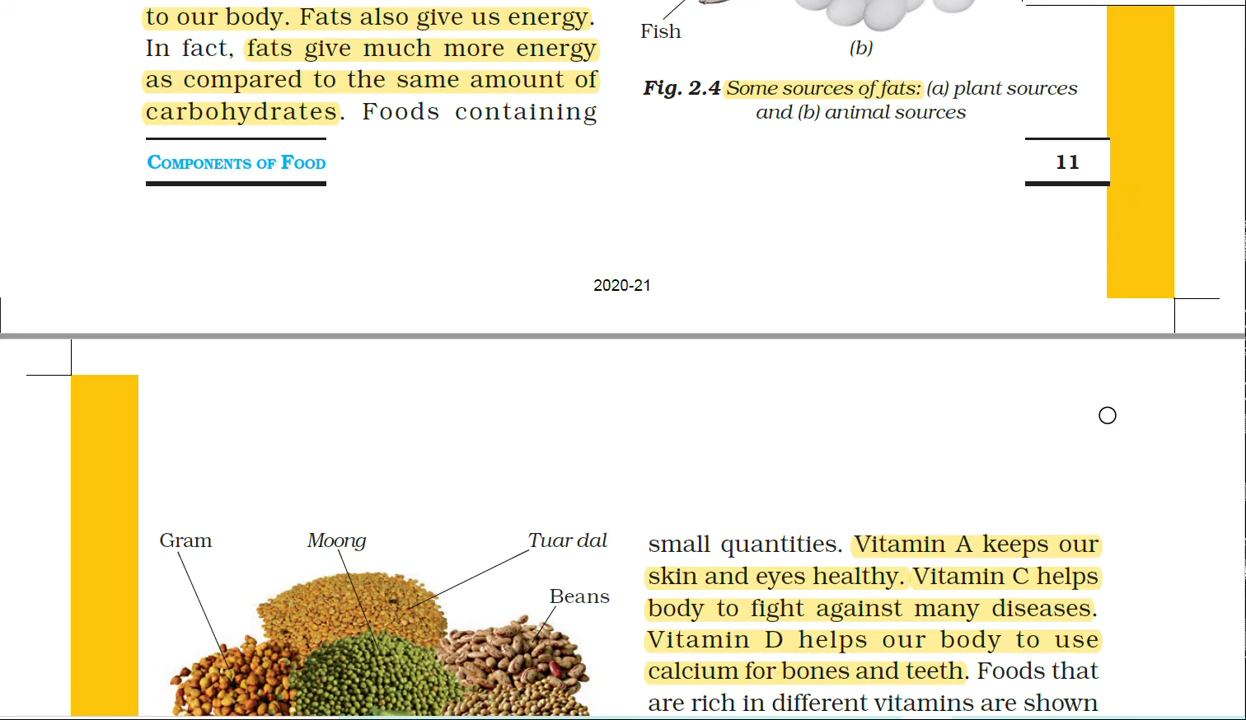 to our body. Fats also give us energy.
In fact, fats give much more energy
as compared to the same amount of
carbohydrates. Foods containing
Fish
(b)
Fig. 2.4 Some sources of fats: (a) plant sources
and (b) animal sources
COMPONENTS OF FOOD
11
2020-21
Gram
Moong
Tuar dal
Beans
small quantities. Vitamin A keeps our
skin and eyes healthy. Vitamin C helps
body to fight against many diseases.
Vitamin D helps our body to use
calcium for bones and teeth. Foods that
are rich in different vitamins are shown